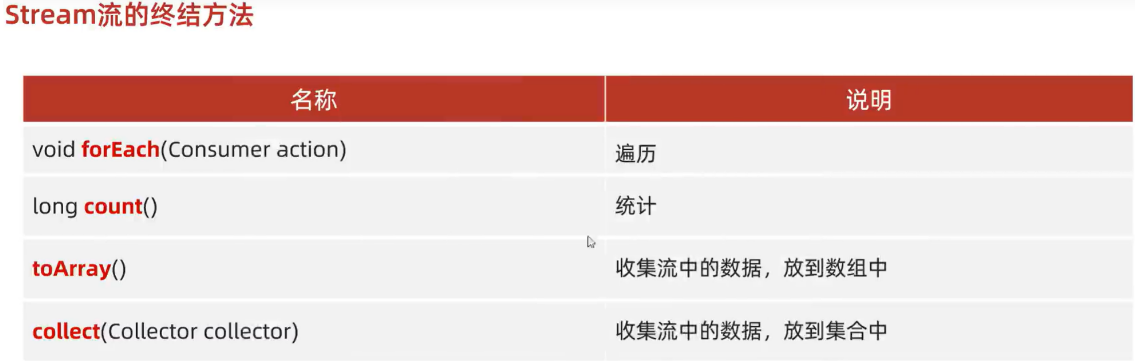 Stream流的终结方法
名称 说明
void forEach(Consumer action) 遍历
long count() 统计
toArray() 收集流中的数据，放到数组中
collect(Collector collector) 收集流中的数据，放到集合中